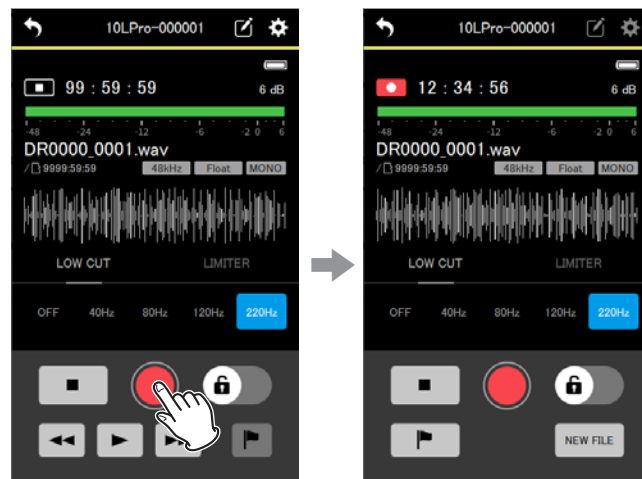 10LPro-000001
99 : 59 : 59
6 dB
-48 -24 -12 -6 -2 0 6
DR0000_0001.wav
/ 9999:59:59 48kHz Float MONO
LOW CUT LIMITER
OFF 40Hz 80Hz 120Hz 220Hz
10LPro-000001
12 : 34 : 56
6 dB
-48 -24 -12 -6 -2 0 6
DR0000_0001.wav
/ 9999:59:59 48kHz Float MONO
LOW CUT LIMITER
OFF 40Hz 80Hz 120Hz 220Hz
NEW FILE